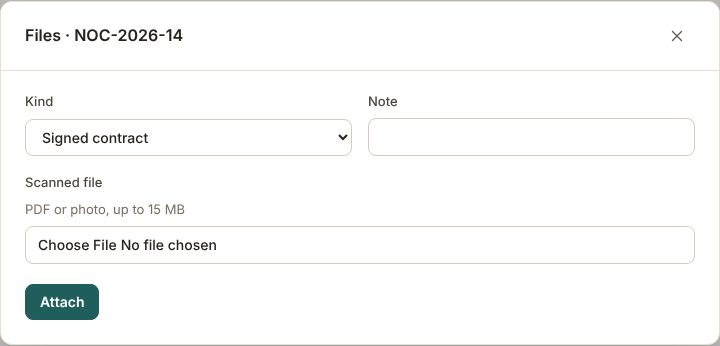 Files · NOC-2026-14
Kind
Note
Signed contract
Scanned file
PDF or photo, up to 15 MB
Choose File No file chosen
Attach